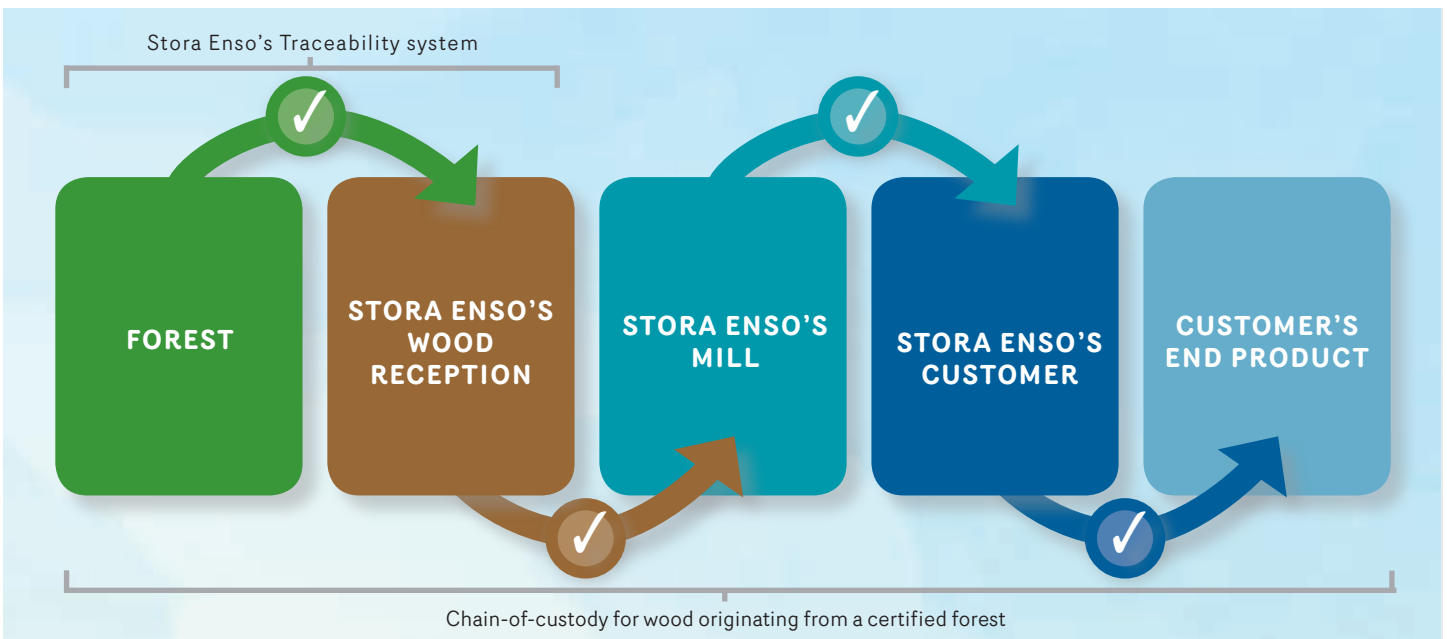 Stora Enso’s Traceability system
FOREST
STORA ENSO’S
WOOD
RECEPTION
STORA ENSO’S
MILL
STORA ENSO’S
CUSTOMER
CUSTOMER’S
END PRODUCT
Chain-of-custody for wood originating from a certified forest